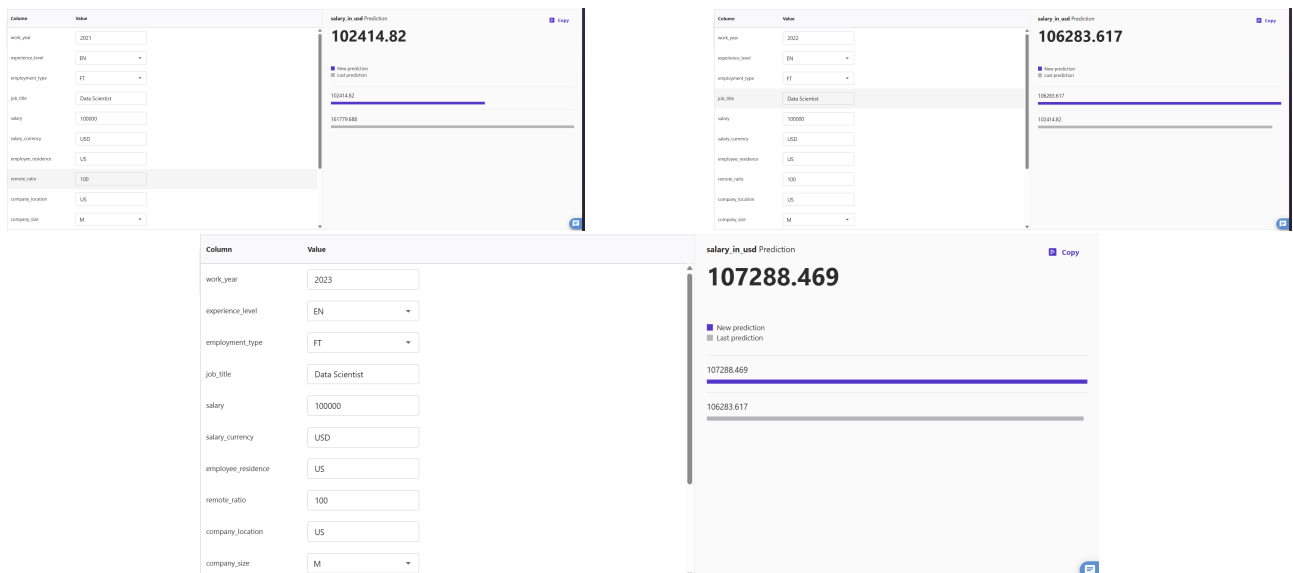 Column Value
work_year 2021
experience_level EN
employment_type FT
job_title Data Scientist
salary 100000
salary_currency USD
employee_residence US
remote_ratio 100
company_location US
company_size M
salary_in_usd Prediction Copy
102414.82
New prediction
Last prediction
102414.82
161779.688
Column Value
work_year 2022
experience_level EN
employment_type FT
job_title Data Scientist
salary 100000
salary_currency USD
employee_residence US
remote_ratio 100
company_location US
company_size M
salary_in_usd Prediction Copy
106283.617
New prediction
Last prediction
106283.617
102414.82
Column Value
work_year 2023
experience_level EN
employment_type FT
job_title Data Scientist
salary 100000
salary_currency USD
employee_residence US
remote_ratio 100
company_location US
company_size M
salary_in_usd Prediction Copy
107288.469
New prediction
Last prediction
107288.469
106283.617